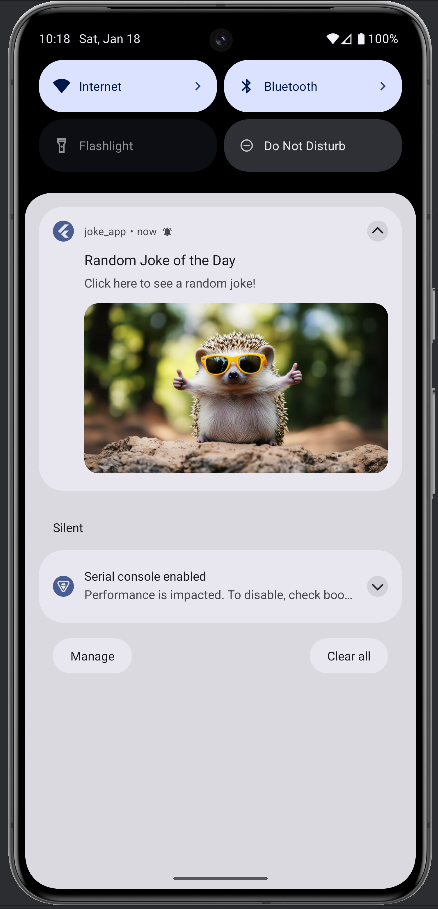 10:18 Sat, Jan 18 100%
Internet Bluetooth
Flashlight Do Not Disturb
joke_app • now
Random Joke of the Day
Click here to see a random joke!
Silent
Serial console enabled
Performance is impacted. To disable, check boo...
Manage Clear all